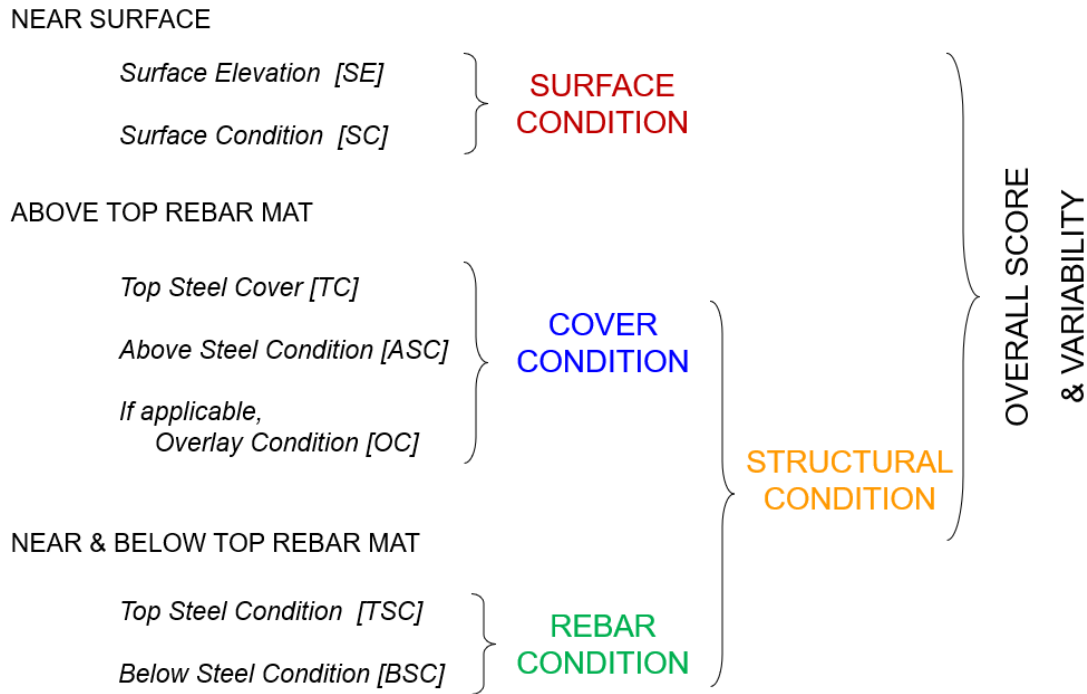 NEAR SURFACE
Surface Elevation [SE]
Surface Condition [SC]
SURFACE
CONDITION
ABOVE TOP REBAR MAT
Top Steel Cover [TC]
Above Steel Condition [ASC]
If applicable,
Overlay Condition [OC]
COVER
CONDITION
NEAR & BELOW TOP REBAR MAT
Top Steel Condition [TSC]
Below Steel Condition [BSC]
REBAR
CONDITION
STRUCTURAL
CONDITION
OVERALL SCORE
& VARIABILITY